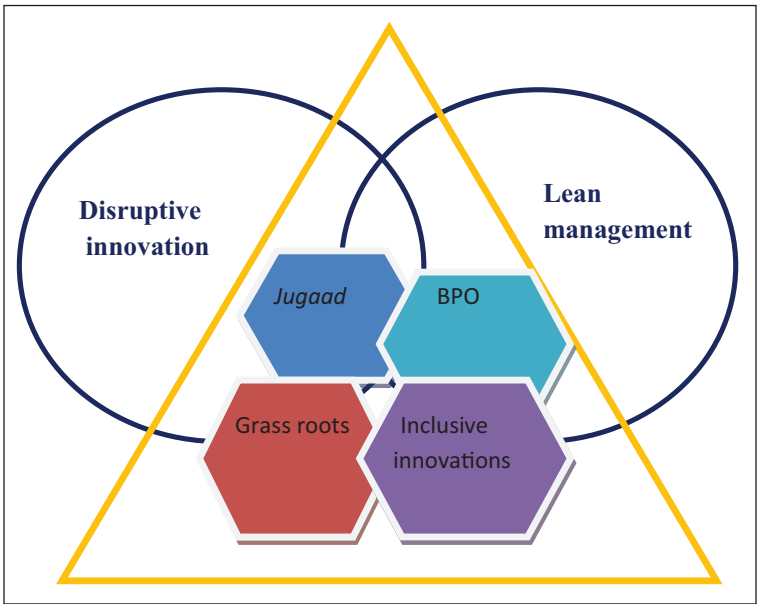 Disruptive
innovation
Lean
management
Jugaad
BPO
Grass roots
Inclusive
innovations